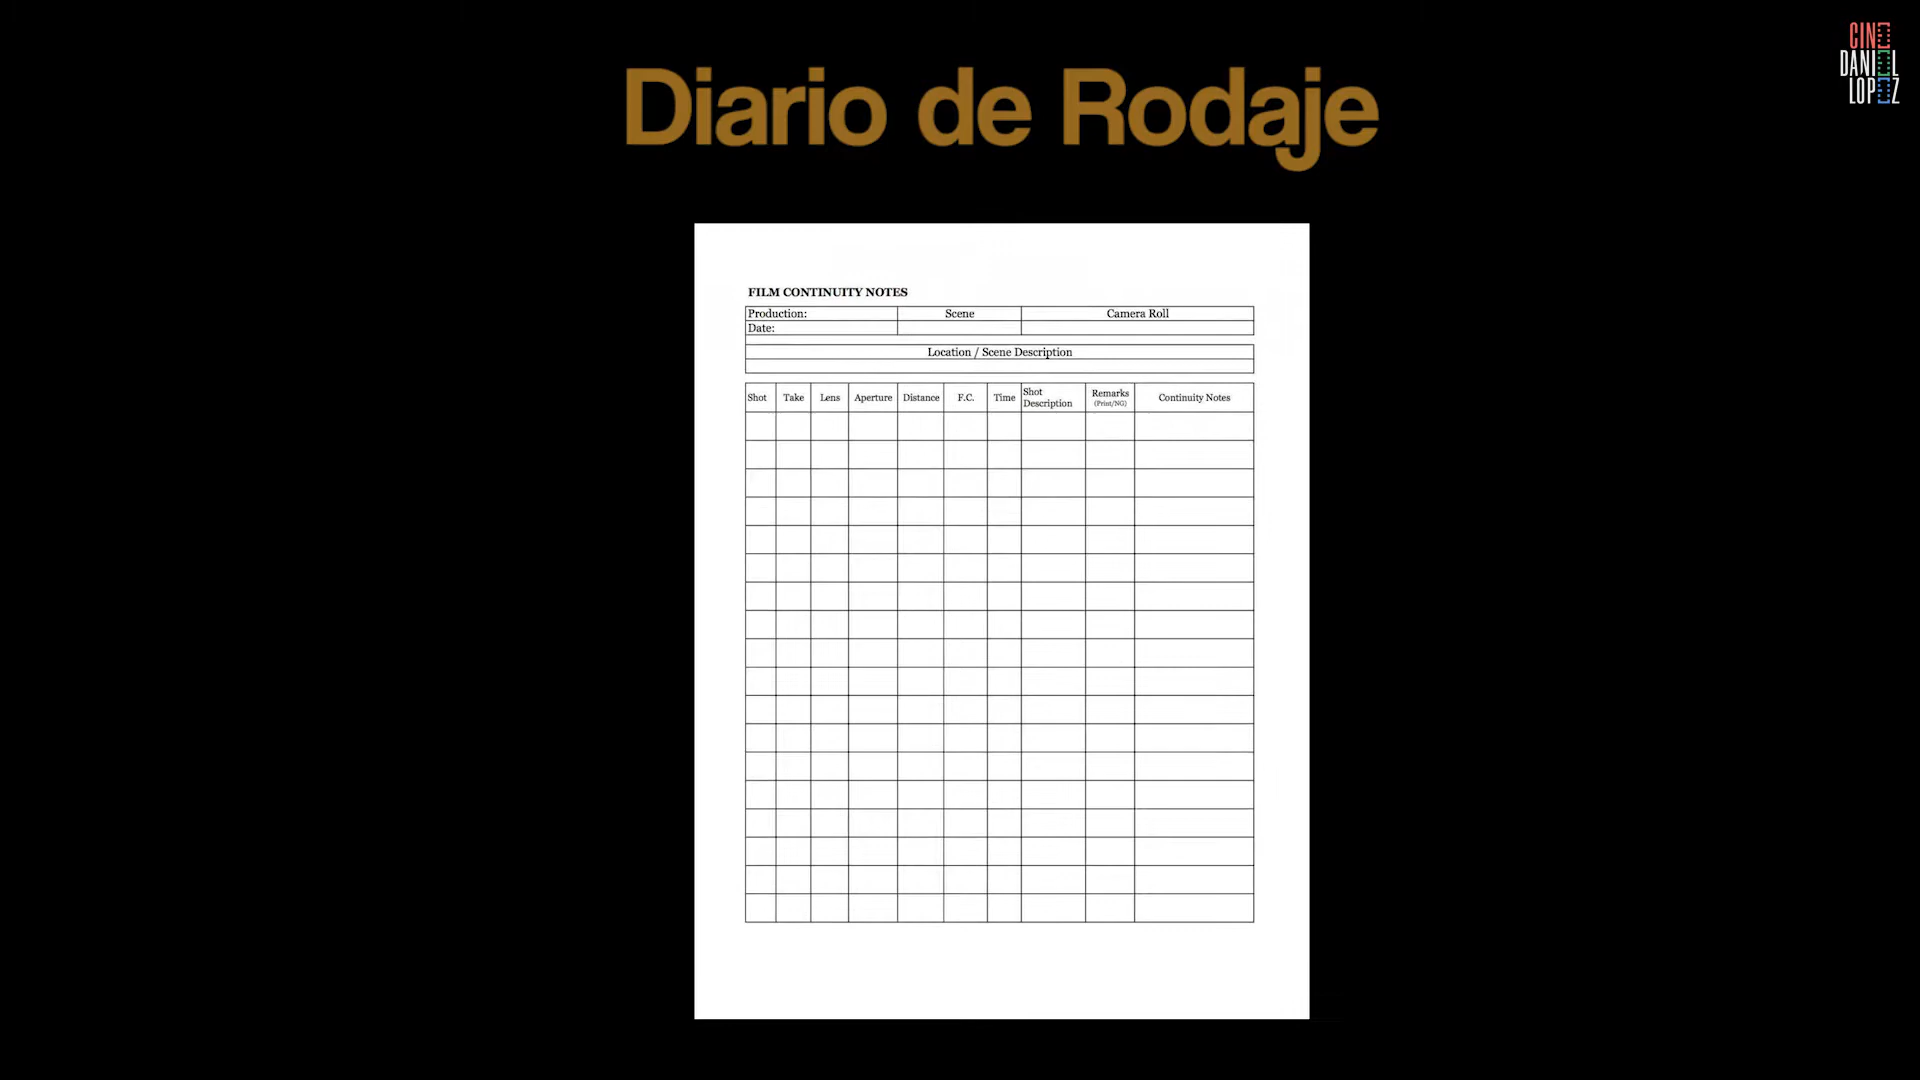 Diario de Rodaje
CINE
DANIEL
LOPEZ
FILM CONTINUITY NOTES
Production: Scene Camera Roll
Date:
Location / Scene Description
Shot Take Lens Aperture Distance F.C. Time Shot Description Remarks (Print/NG) Continuity Notes